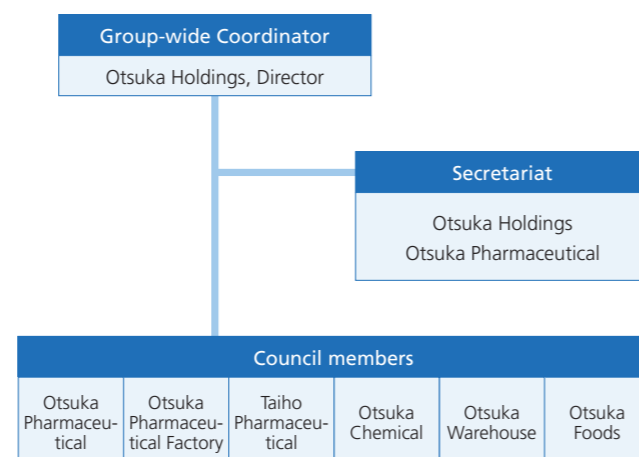 Group-wide Coordinator
Otsuka Holdings, Director
Secretariat
Otsuka Holdings
Otsuka Pharmaceutical
Council members
Otsuka
Pharmaceu-
tical
Otsuka
Pharmaceu-
tical Factory
Taiho
Pharmaceu-
tical
Otsuka
Chemical
Otsuka
Warehouse
Otsuka
Foods